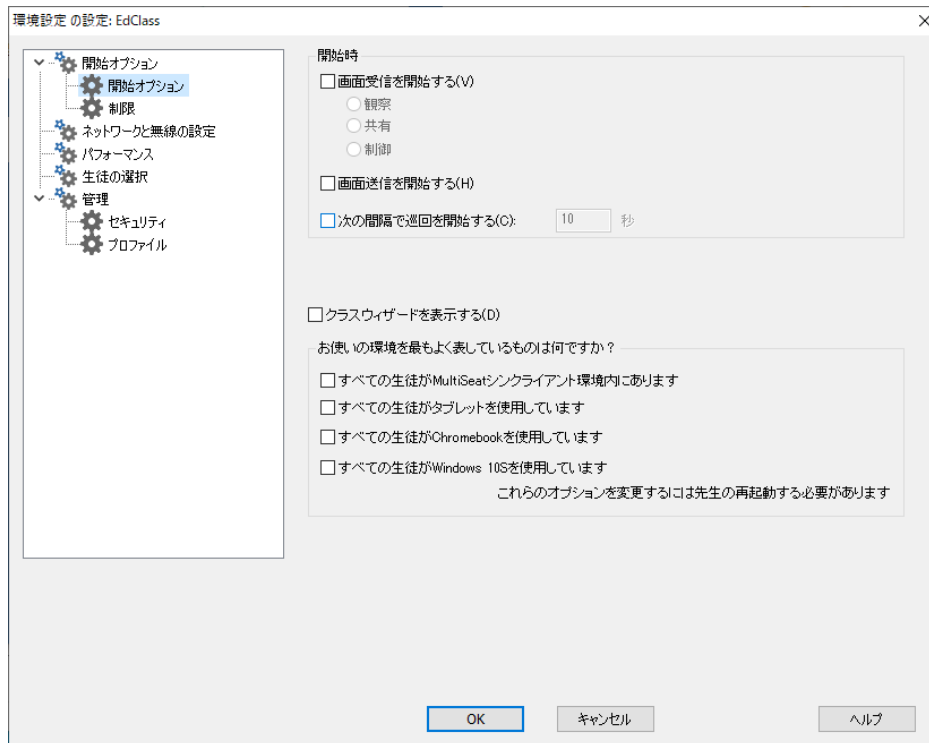 環境設定 の設定: EdClass
開始オプション
開始オプション
制限
ネットワークと無線の設定
パフォーマンス
生徒の選択
管理
セキュリティ
プロファイル
開始時
画面受信を開始する(V)
観察
共有
制御
画面送信を開始する(H)
次の間隔で巡回を開始する(C): 10 秒
クラスウィザードを表示する(D)
お使いの環境を最もよく表しているものは何ですか？
すべての生徒がMultiSeatシンクライアント環境内にあります
すべての生徒がタブレットを使用しています
すべての生徒がChromebookを使用しています
すべての生徒がWindows 10Sを使用しています
これらのオプションを変更するには先生の再起動する必要があります
OK キャンセル ヘルプ